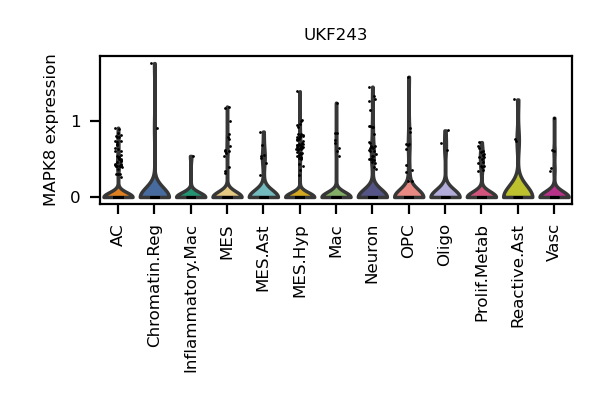 UKF243
MAPK8 expression
1
0
AC
Chromatin.Reg
Inflammatory.Mac
MES
MES.Ast
MES.Hyp
Mac
Neuron
OPC
Oligo
Prolif.Metab
Reactive.Ast
Vasc